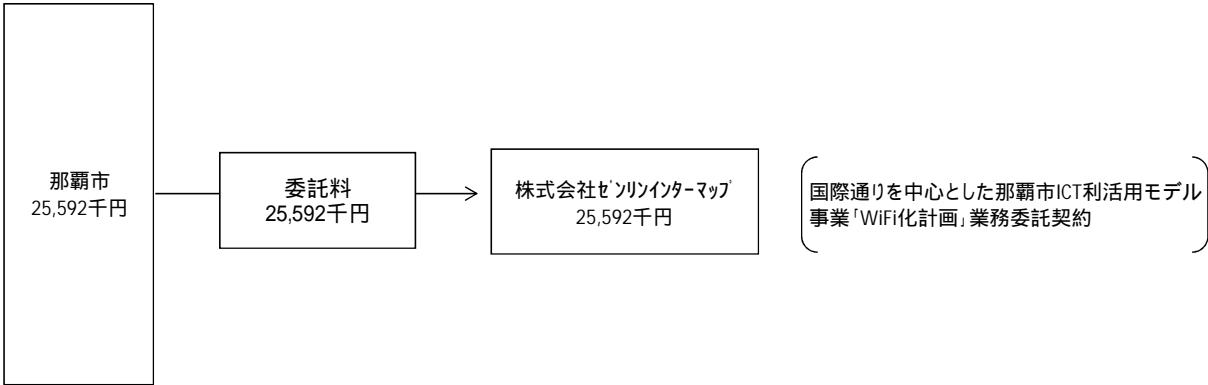 那覇市
25,592千円
委託料
25,592千円
株式会社ｾﾞﾝﾘﾝｲﾝﾀｰﾏｯﾌﾟ
25,592千円
国際通りを中心とした那覇市ICT利活用モデル
事業｢WiFi化計画｣業務委託契約